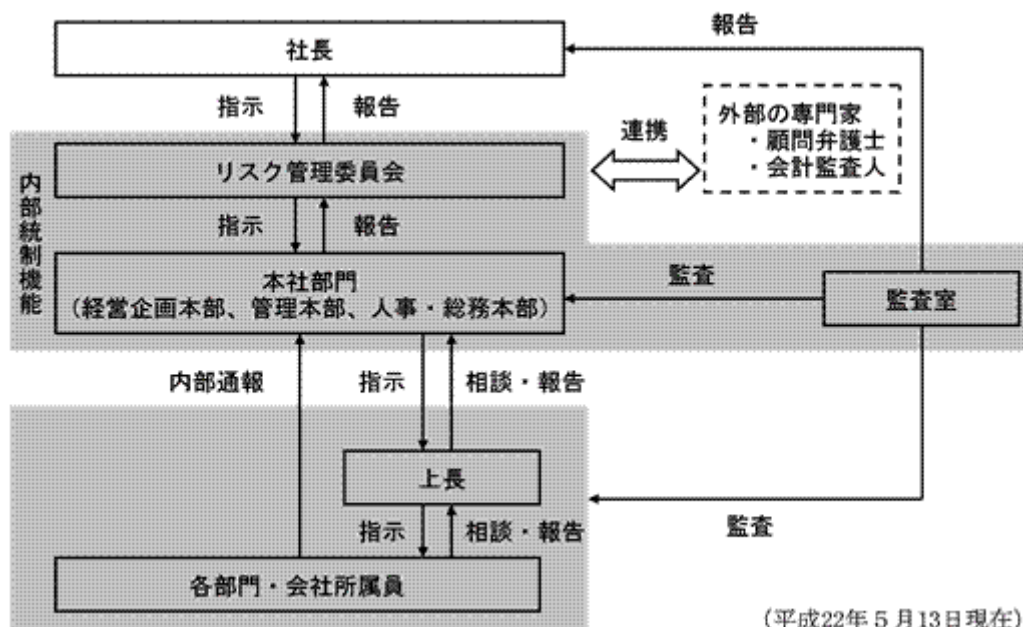 報告
社長
指示
報告
外部の専門家
・顧問弁護士
・会計監査人
連携
内部統制機能
リスク管理委員会
指示
報告
本社部門
（経営企画本部、管理本部、人事・総務本部）
監査
監査室
内部通報
指示
相談・報告
上長
指示
相談・報告
監査
各部門・会社所属員
（平成22年５月13日現在）